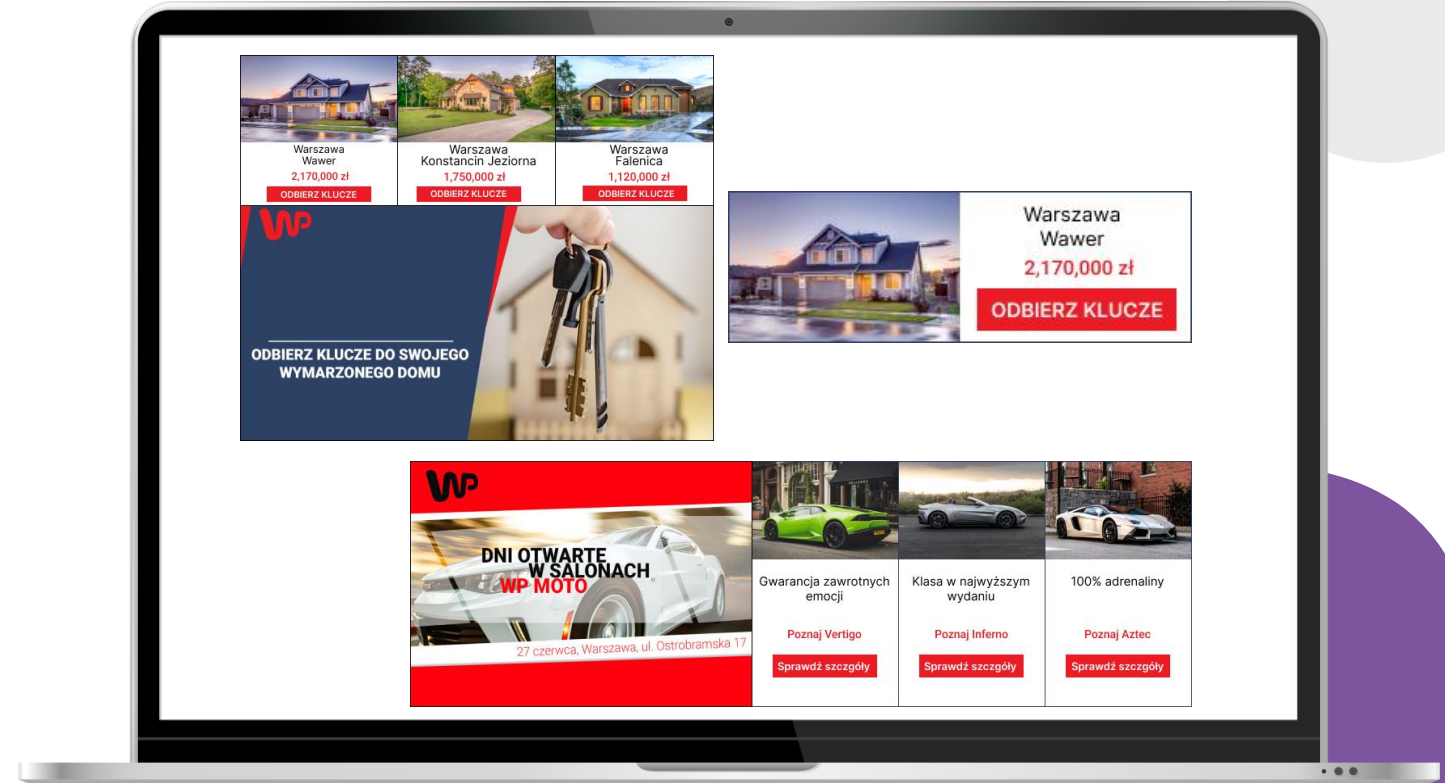 Warszawa
Wawer
2,170,000 zł
ODBIERZ KLUCZE
Warszawa
Konstancin Jeziorna
1,750,000 zł
ODBIERZ KLUCZE
Warszawa
Falenica
1,120,000 zł
ODBIERZ KLUCZE
WP
ODBIERZ KLUCZE DO SWOJEGO
WYMARZONEGO DOMU
Warszawa
Wawer
2,170,000 zł
ODBIERZ KLUCZE
WP
DNI OTWARTE
W SALONACH
WP MOTO
27 czerwca, Warszawa, ul. Ostrobramska 17
Gwarancja zawrotnych
emocji
Poznaj Vertigo
Sprawdź szczgóły
Klasa w najwyższym
wydaniu
Poznaj Inferno
Sprawdź szczgóły
100% adrenaliny
Poznaj Aztec
Sprawdź szczgóły